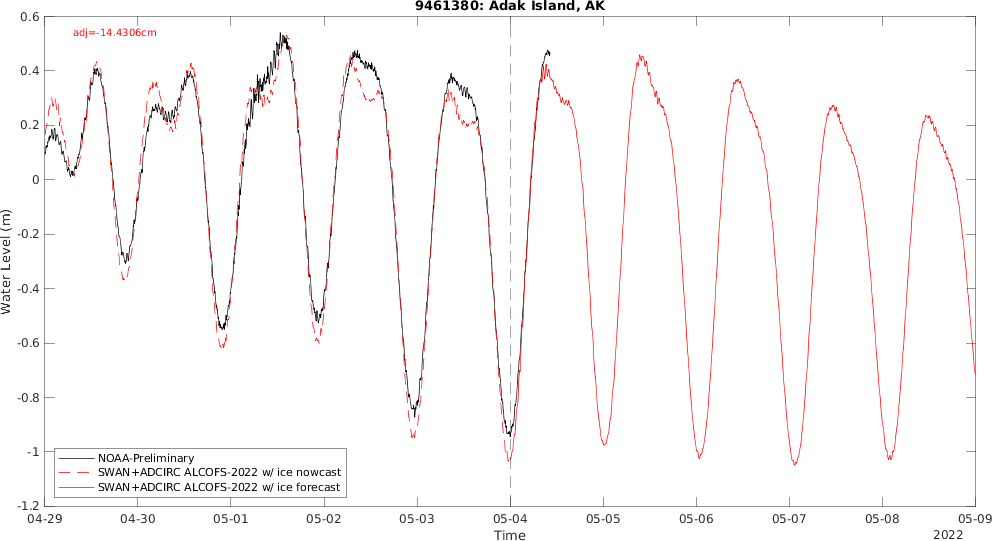 9461380: Adak Island, AK
adj=-14.4306cm
0.6
0.4
0.2
0
-0.2
-0.4
-0.6
-0.8
-1
-1.2
Water Level (m)
NOAA-Preliminary
SWAN+ADCIRC ALCOFS-2022 w/ ice nowcast
SWAN+ADCIRC ALCOFS-2022 w/ ice forecast
04-29 04-30 05-01 05-02 05-03 05-04 05-05 05-06 05-07 05-08 05-09
Time
2022